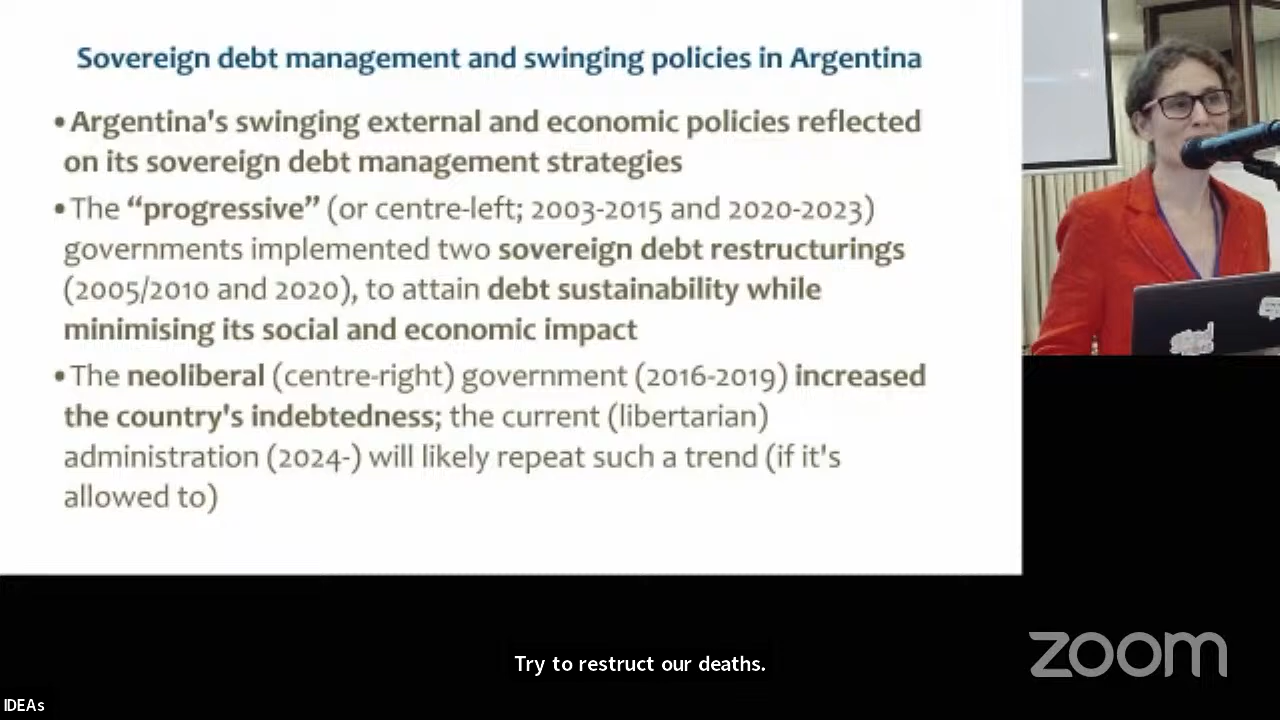 Sovereign debt management and swinging policies in Argentina
•Argentina's swinging external and economic policies reflected
on its sovereign debt management strategies
•The “progressive” (or centre-left; 2003-2015 and 2020-2023)
governments implemented two sovereign debt restructurings
(2005/2010 and 2020), to attain debt sustainability while
minimising its social and economic impact
•The neoliberal (centre-right) government (2016-2019) increased
the country's indebtedness; the current (libertarian)
administration (2024-) will likely repeat such a trend (if it's
allowed to)
Try to restruct our deaths.
zoom
IDEAs